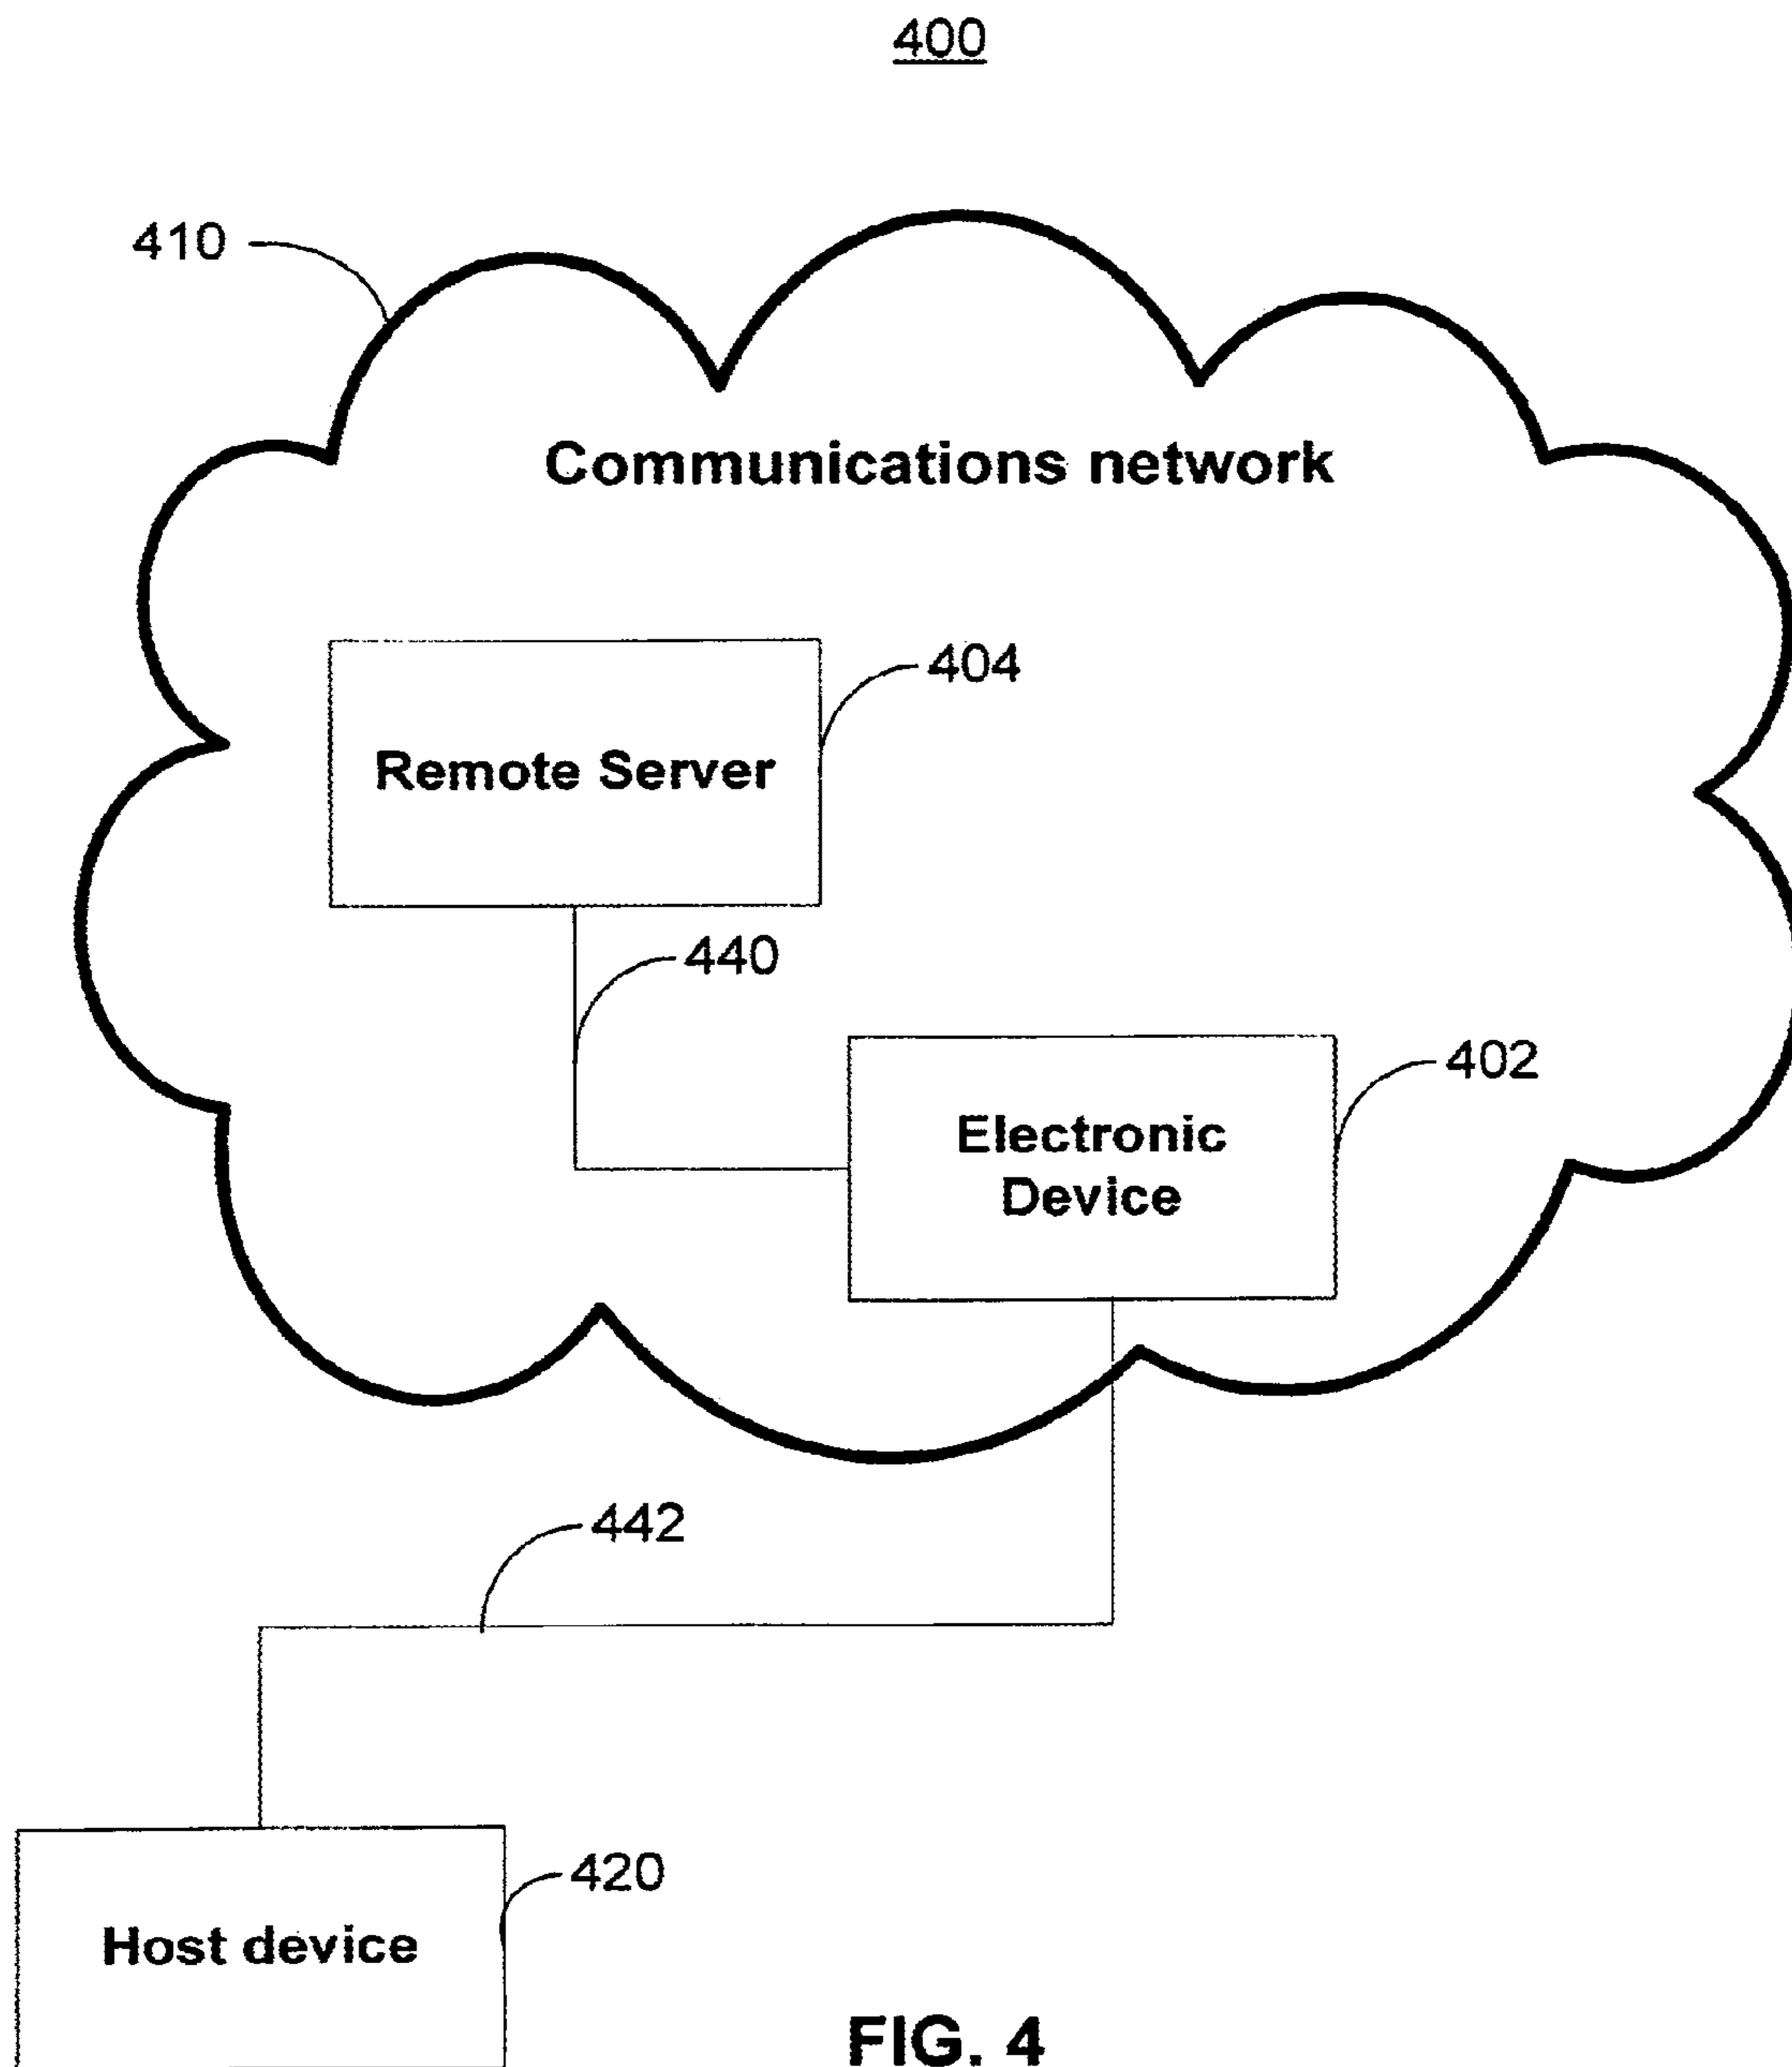 400
410
Communications network
404
Remote Server
440
402
Electronic
Device
442
420
Host device
FIG. 4